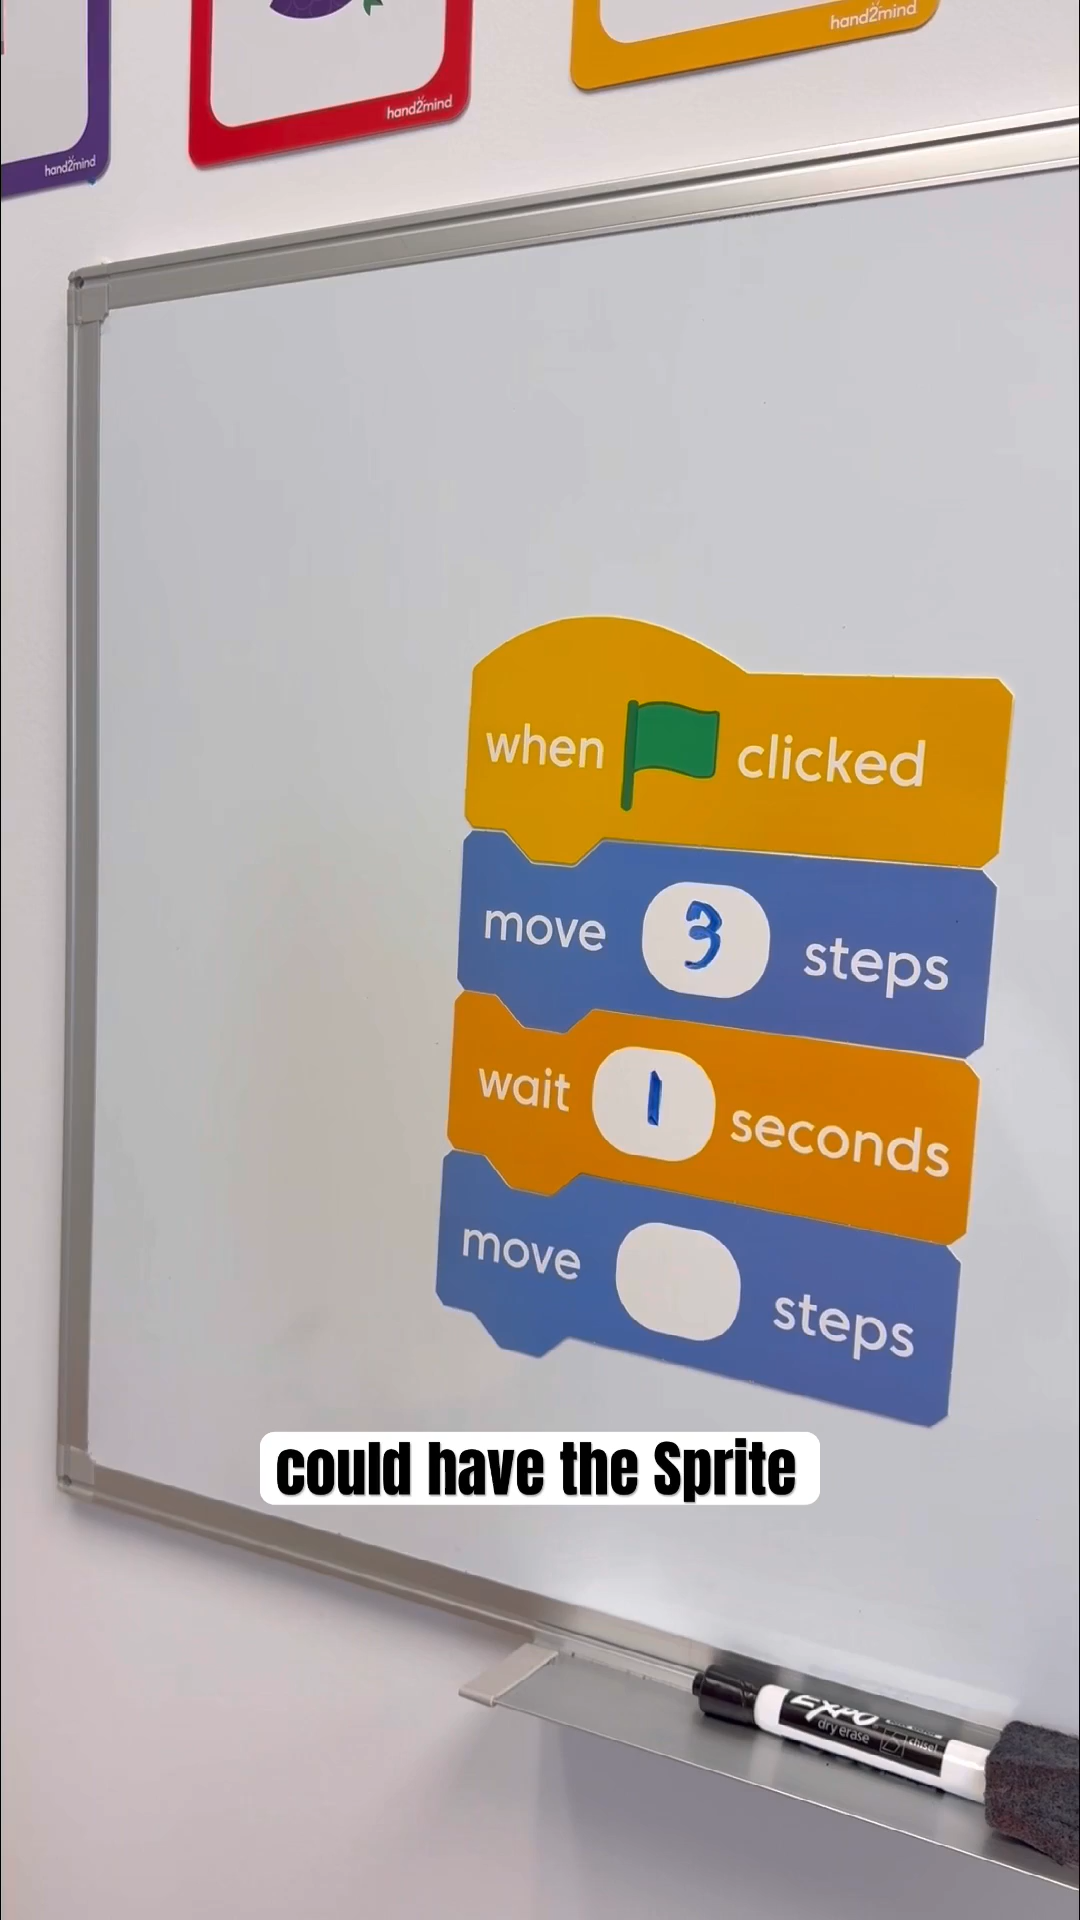 hand2mind
hand2mind
hand2mind
when clicked
move 3 steps
wait 1 seconds
move steps
could have the Sprite
EXPO
dry erase
chisel